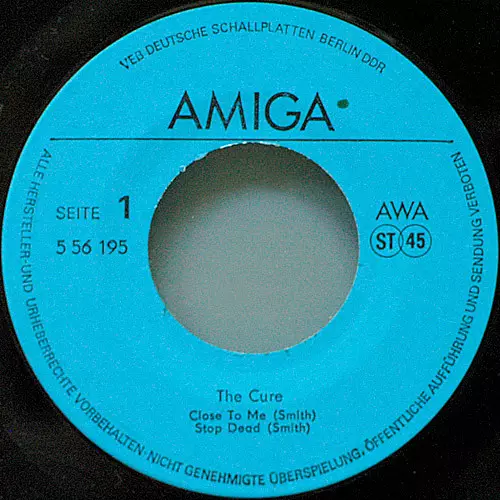 VEB DEUTSCHE SCHALLPLATTEN BERLIN DDR
AMIGA
SEITE 1
5 56 195
AWA
ST 45
The Cure
Close To Me (Smith)
Stop Dead (Smith)
ALLE HERSTELLER- UND URHEBERRECHTE VORBEHALTEN · NICHT GENEHMIGTE ÜBERSPIELUNG, ÖFFENTLICHE AUFFÜHRUNG UND SENDUNG VERBOTEN